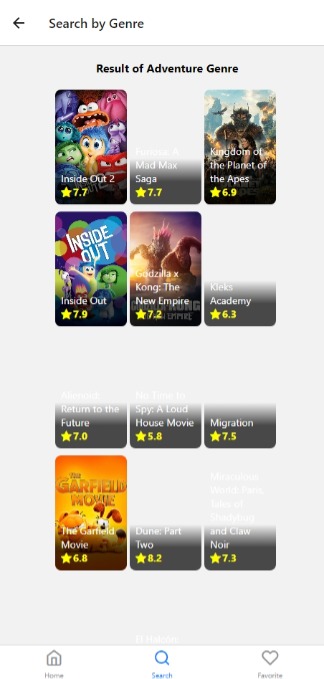 Search by Genre
Result of Adventure Genre
Inside Out 2
7.7
Furiosa: A
Mad Max
Saga
7.7
Kingdom of
the Planet of
the Apes
6.9
INSIDE
OUT
Inside Out
7.9
Godzilla x
Kong: The
New Empire
7.2
Kleks
Academy
6.3
Return to the
Future
7.0
No Time to
Spy: A Loud
House Movie
5.8
Migration
7.5
THE
GARFIELD
MOVIE
The Garfield
Movie
6.8
Dune: Part
Two
8.2
Miraculous
World: Paris,
Tales of
Shadybug
and Claw
Noir
7.3
Home
Search
Favorite